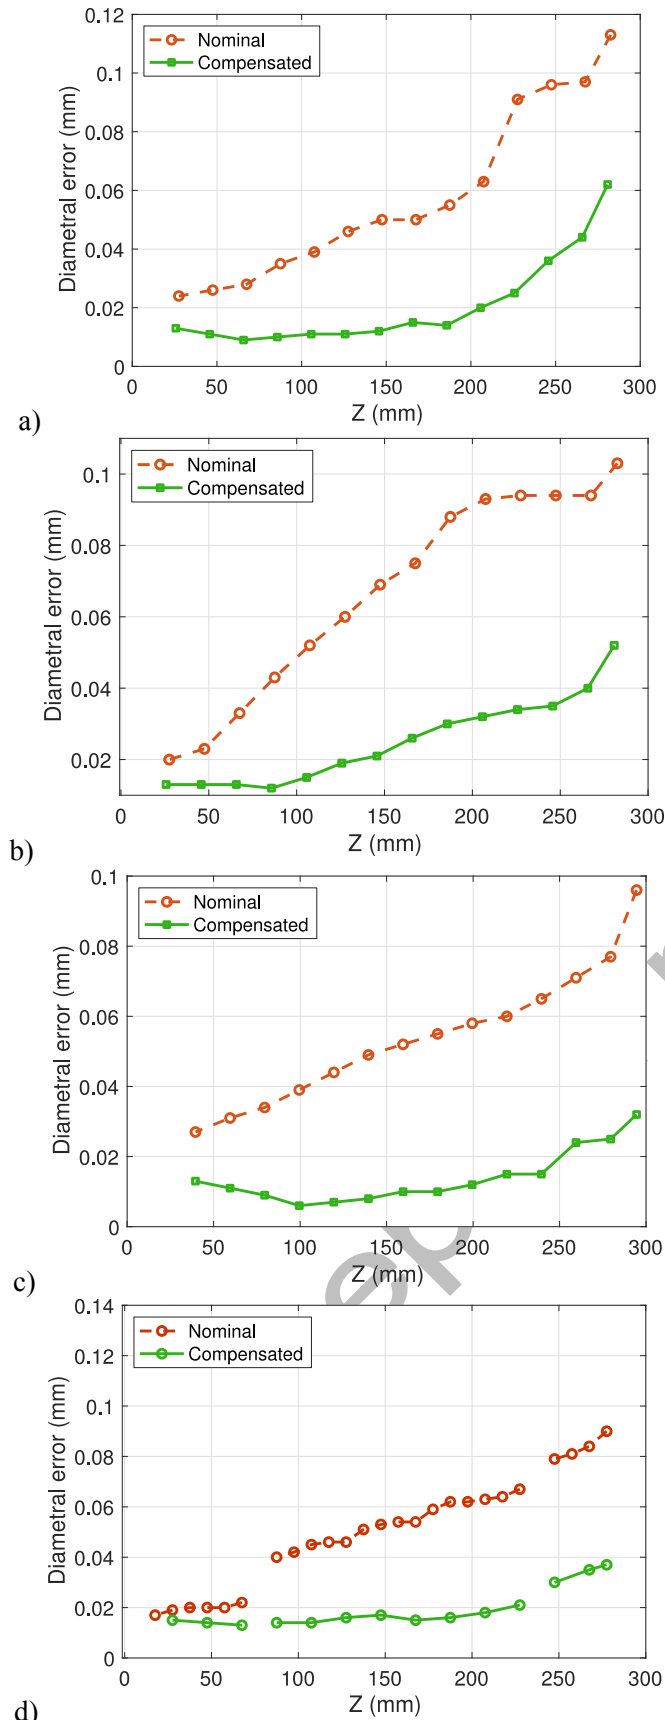 0.12
0.1
0.08
0.06
0.04
0.02
0
Diametral error (mm)
Nominal
Compensated
0 50 100 150 200 250 300
Z (mm)
a)
0.1
0.08
0.06
0.04
0.02
Diametral error (mm)
Nominal
Compensated
0 50 100 150 200 250 300
Z (mm)
b)
0.1
0.08
0.06
0.04
0.02
0
Diametral error (mm)
Nominal
Compensated
0 50 100 150 200 250 300
Z (mm)
c)
0.14
0.12
0.1
0.08
0.06
0.04
0.02
0
Diametral error (mm)
Nominal
Compensated
0 50 100 150 200 250 300
Z (mm)
d)